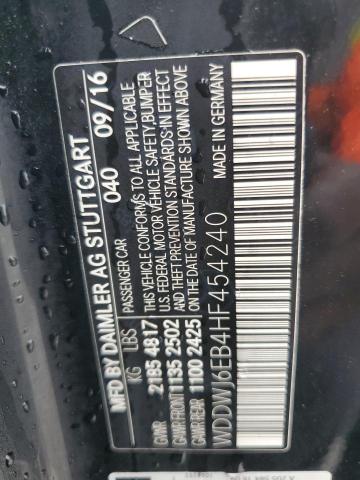 MFD BY DAIMLER AG STUTTGART
040 09/16
PASSENGER CAR
KG LBS THIS VEHICLE CONFORMS TO ALL APPLICABLE
GVWR 2185 4817 U.S. FEDERAL MOTOR VEHICLE SAFETY BUMPER
GAWR FRONT 1135 2502 AND THEFT PREVENTION STANDARDS IN EFFECT
GAWR REAR 1100 2425 ON THE DATE OF MANUFACTURE SHOWN ABOVE
WDDWJ6EB4HF454240 MADE IN GERMANY